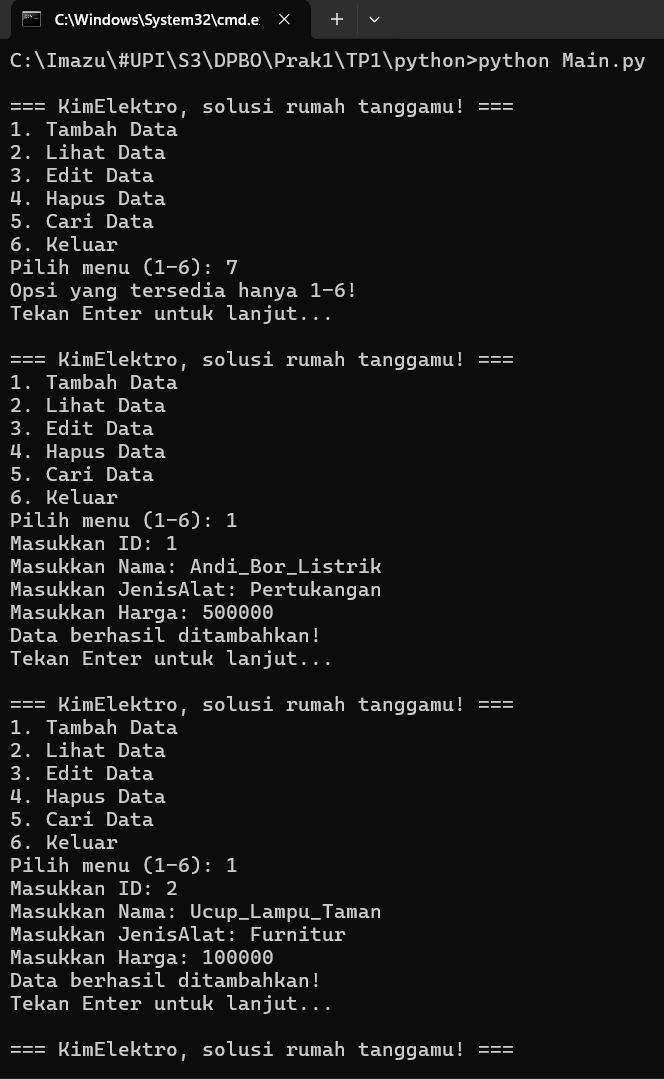 C:\Windows\System32\cmd.e
C:\Imazu\#UPI\S3\DPBO\Prak1\TP1\python>python Main.py
=== KimElektro, solusi rumah tanggamu! ===
1. Tambah Data
2. Lihat Data
3. Edit Data
4. Hapus Data
5. Cari Data
6. Keluar
Pilih menu (1-6): 7
Opsi yang tersedia hanya 1-6!
Tekan Enter untuk lanjut...
=== KimElektro, solusi rumah tanggamu! ===
1. Tambah Data
2. Lihat Data
3. Edit Data
4. Hapus Data
5. Cari Data
6. Keluar
Pilih menu (1-6): 1
Masukkan ID: 1
Masukkan Nama: Andi_Bor_Listrik
Masukkan JenisAlat: Pertukangan
Masukkan Harga: 500000
Data berhasil ditambahkan!
Tekan Enter untuk lanjut...
=== KimElektro, solusi rumah tanggamu! ===
1. Tambah Data
2. Lihat Data
3. Edit Data
4. Hapus Data
5. Cari Data
6. Keluar
Pilih menu (1-6): 1
Masukkan ID: 2
Masukkan Nama: Ucup_Lampu_Taman
Masukkan JenisAlat: Furnitur
Masukkan Harga: 100000
Data berhasil ditambahkan!
Tekan Enter untuk lanjut...
=== KimElektro, solusi rumah tanggamu! ===